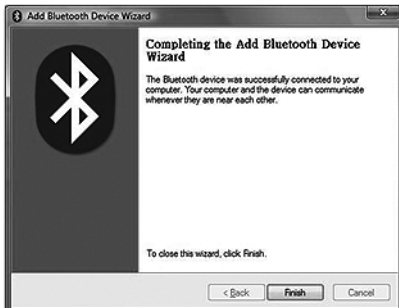 Add Bluetooth Device Wizard
Completing the Add Bluetooth Device
Wizard
The Bluetooth device was successfully connected to your
computer. Your computer and the device can communicate
whenever they are near each other.
To close this wizard, click Finish.
< Back
Finish
Cancel